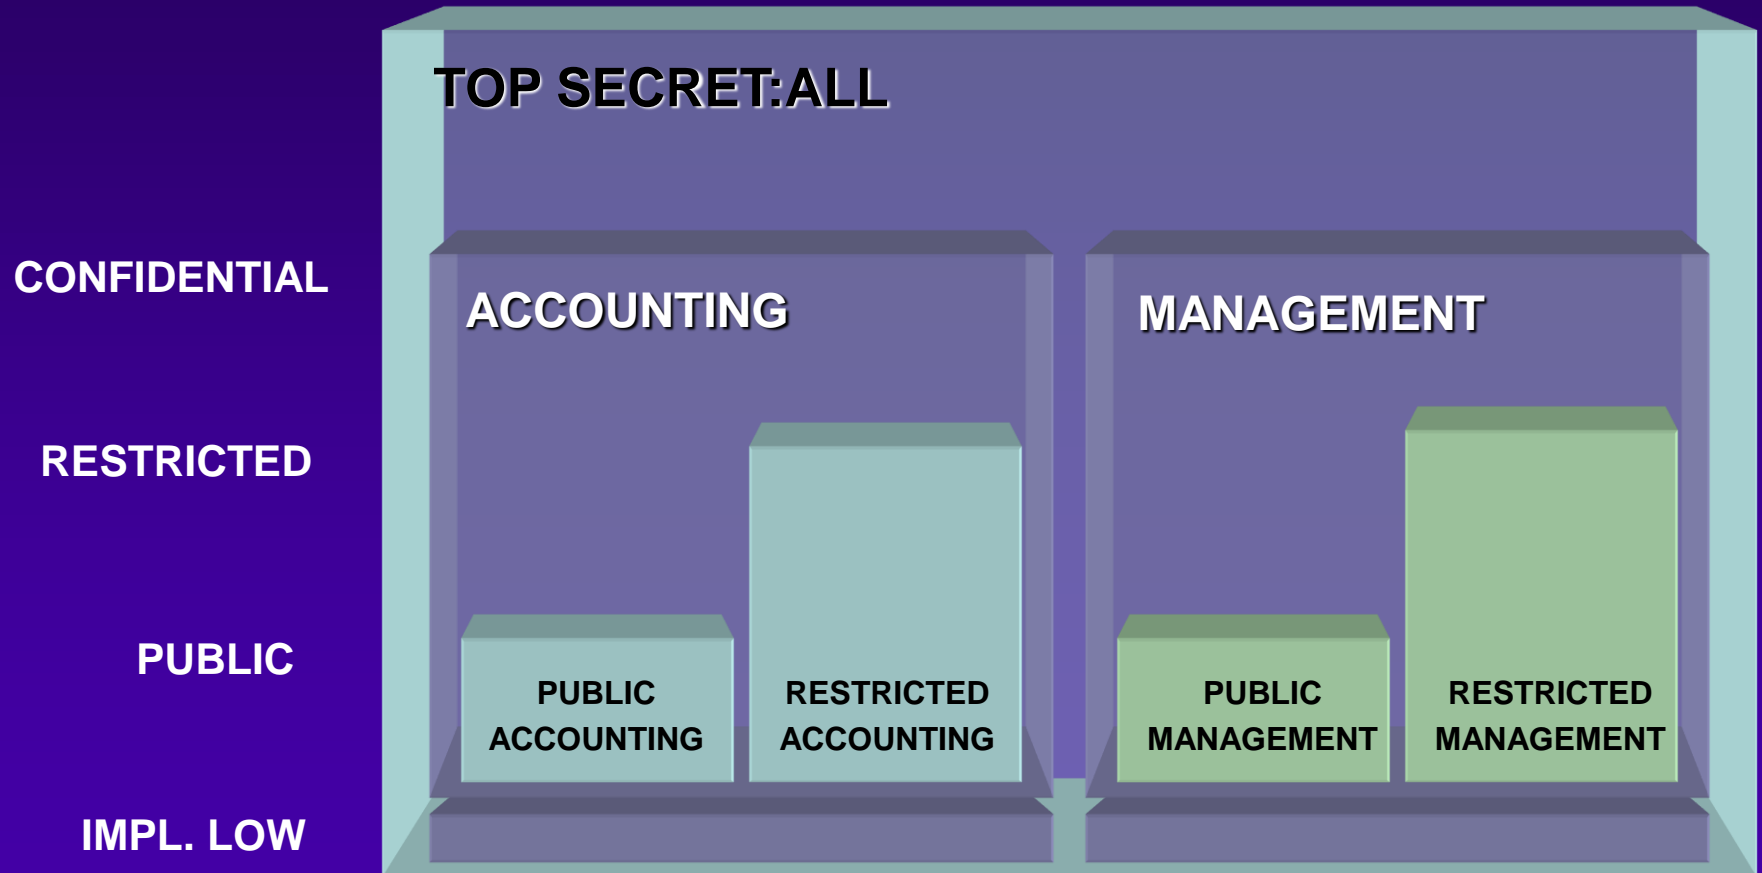 TOP SECRET:ALL
CONFIDENTIAL
ACCOUNTING
MANAGEMENT
RESTRICTED
PUBLIC
PUBLIC
ACCOUNTING
RESTRICTED
ACCOUNTING
PUBLIC
MANAGEMENT
RESTRICTED
MANAGEMENT
IMPL. LOW